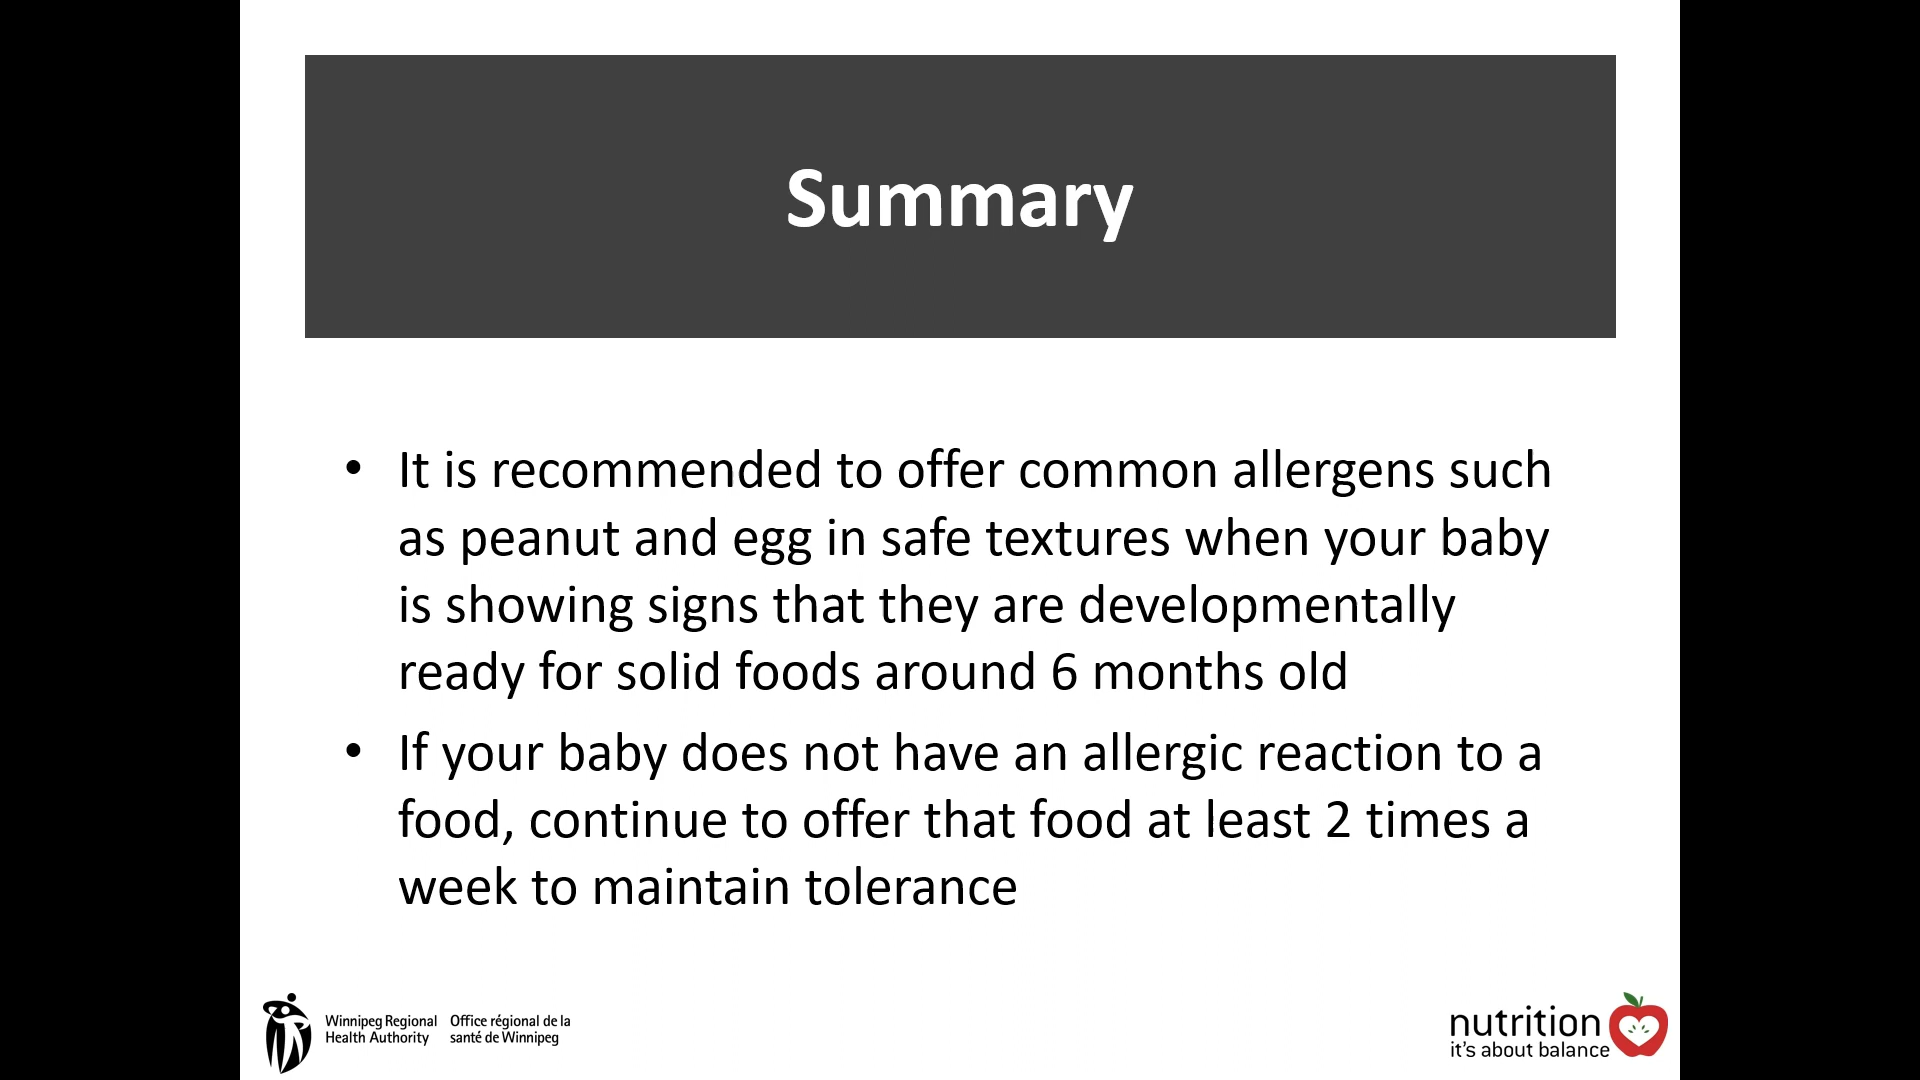 Summary
• It is recommended to offer common allergens such
as peanut and egg in safe textures when your baby
is showing signs that they are developmentally
ready for solid foods around 6 months old
• If your baby does not have an allergic reaction to a
food, continue to offer that food at least 2 times a
week to maintain tolerance
Winnipeg Regional
Health Authority
Office régional de la
santé de Winnipeg
nutrition
it's about balance